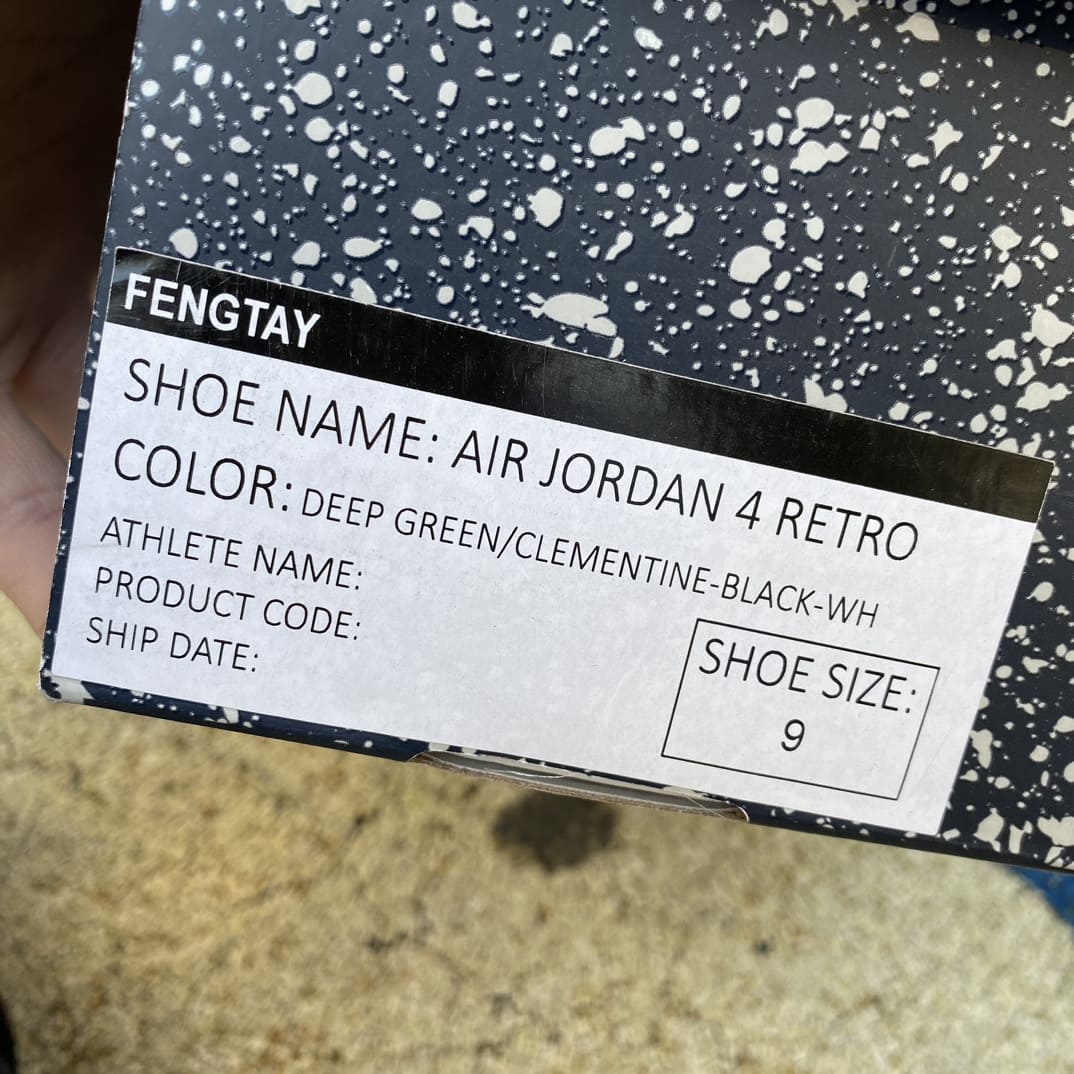 FENGTAY
SHOE NAME: AIR JORDAN 4 RETRO
COLOR: DEEP GREEN/CLEMENTINE-BLACK-WH
ATHLETE NAME:
PRODUCT CODE:
SHIP DATE:
SHOE SIZE:
9